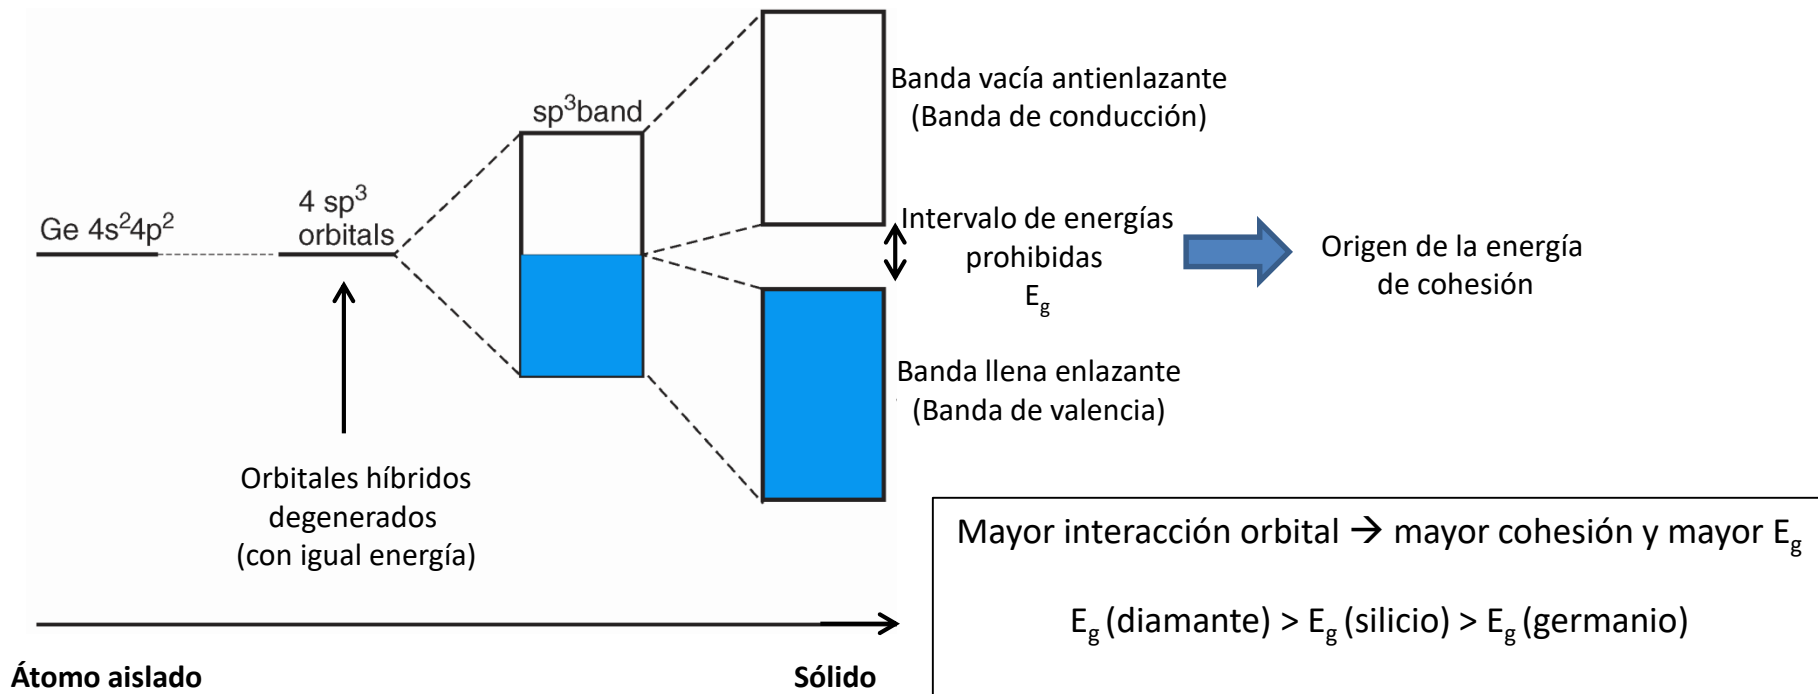 Ge 4s²4p²
4 sp³
orbitals
sp³band
Banda vacía antienlazante
(Banda de conducción)
Intervalo de energías
prohibidas
E₉
Origen de la energía
de cohesión
Banda llena enlazante
(Banda de valencia)
Orbitales híbridos
degenerados
(con igual energía)
Mayor interacción orbital → mayor cohesión y mayor Eg
Eg (diamante) > Eg (silicio) > Eg (germanio)
Átomo aislado
Sólido